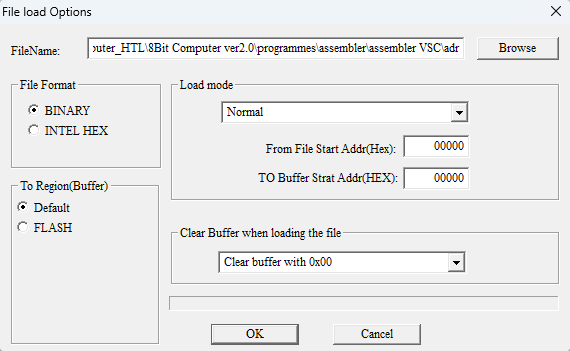 File load Options
FileName:
outer_HTL\8Bit Computer ver2.0\programmes\assembler\assembler VSC\adr
Browse
File Format
BINARY
INTEL HEX
To Region(Buffer)
Default
FLASH
Load mode
Normal
From File Start Addr(Hex):
00000
TO Buffer Strat Addr(HEX):
00000
Clear Buffer when loading the file
Clear buffer with 0x00
OK
Cancel